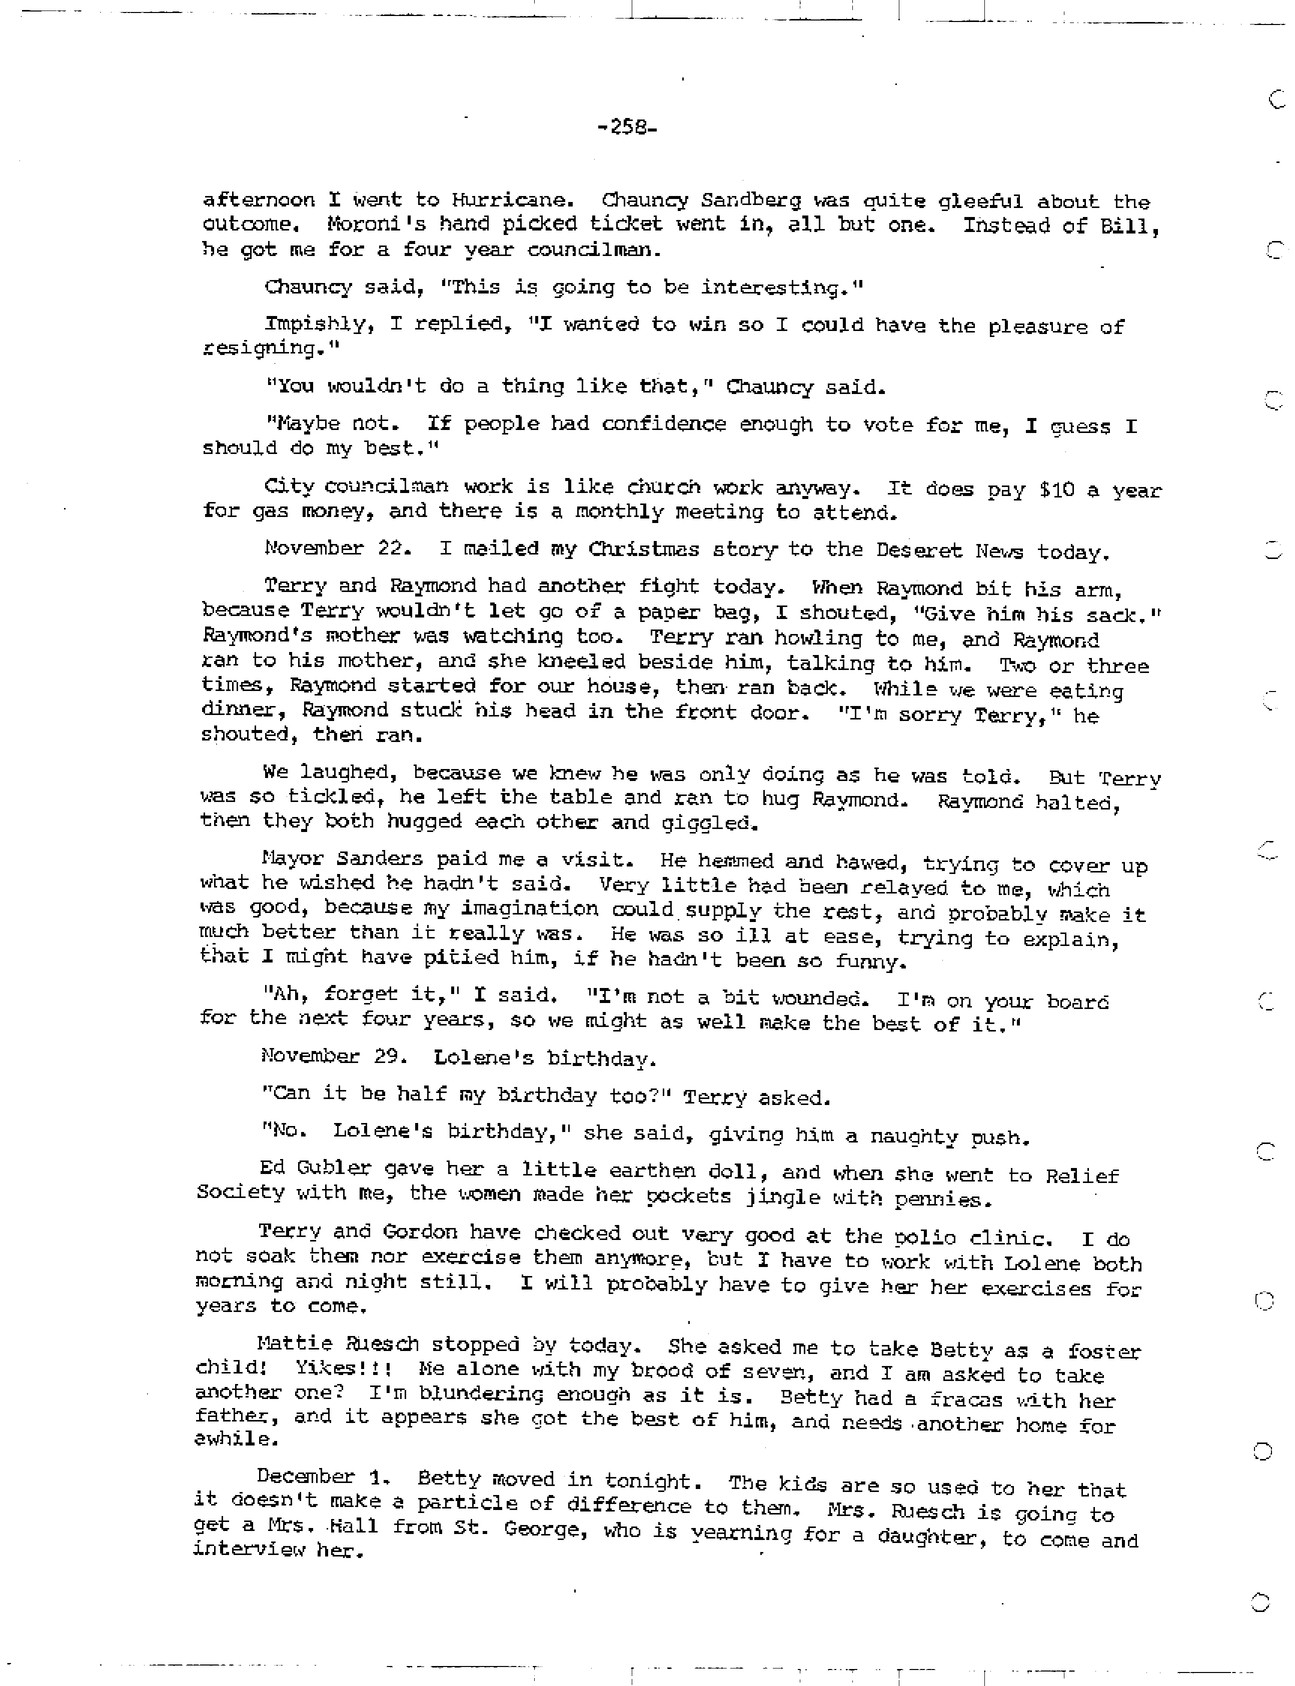 -258-
afternoon I went to Hurricane. Chauncy Sandberg was quite gleeful about the
outcome. Moroni's hand picked ticket went in, all but one. Instead of Bill,
he got me for a four year councilman.
Chauncy said, "This is going to be interesting."
Impishly, I replied, "I wanted to win so I could have the pleasure of
resigning."
"You wouldn't do a thing like that," Chauncy said.
"Maybe not. If people had confidence enough to vote for me, I guess I
should do my best."
City councilman work is like church work anyway. It does pay $10 a year
for gas money, and there is a monthly meeting to attend.
November 22. I mailed my Christmas story to the Deseret News today.
Terry and Raymond had another fight today. When Raymond bit his arm,
because Terry wouldn't let go of a paper bag, I shouted, "Give him his sack."
Raymond's mother was watching too. Terry ran howling to me, and Raymond
ran to his mother, and she kneeled beside him, talking to him. Two or three
times, Raymond started for our house, then ran back. While we were eating
dinner, Raymond stuck his head in the front door. "I'm sorry Terry," he
shouted, then ran.
We laughed, because we knew he was only doing as he was told. But Terry
was so tickled, he left the table and ran to hug Raymond. Raymond halted,
then they both hugged each other and giggled.
Mayor Sanders paid me a visit. He hemmed and hawed, trying to cover up
what he wished he hadn't said. Very little had been relayed to me, which
was good, because my imagination could supply the rest, and probably make it
much better than it really was. He was so ill at ease, trying to explain,
that I might have pitied him, if he hadn't been so funny.
"Ah, forget it," I said. "I'm not a bit wounded. I'm on your board
for the next four years, so we might as well make the best of it."
November 29. Lolene's birthday.
"Can it be half my birthday too?" Terry asked.
"No. Lolene's birthday," she said, giving him a naughty push.
Ed Gubler gave her a little earthen doll, and when she went to Relief
Society with me, the women made her pockets jingle with pennies.
Terry and Gordon have checked out very good at the polio clinic. I do
not soak them nor exercise them anymore, but I have to work with Lolene both
morning and night still. I will probably have to give her her exercises for
years to come.
Mattie Ruesch stopped by today. She asked me to take Betty as a foster
child! Yikes!!! Me alone with my brood of seven, and I am asked to take
another one? I'm blundering enough as it is. Betty had a fracas with her
father, and it appears she got the best of him, and needs another home for
awhile.
December 1. Betty moved in tonight. The kids are so used to her that
it doesn't make a particle of difference to them. Mrs. Ruesch is going to
get a Mrs. Hall from St. George, who is yearning for a daughter, to come and
interview her.